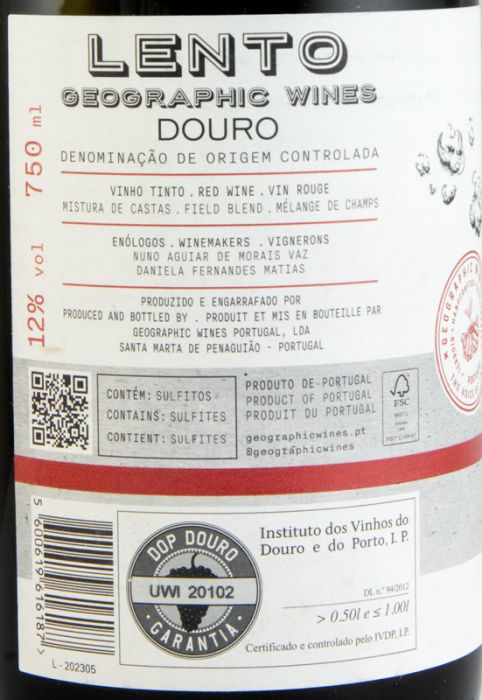 LENTO
GEOGRAPHIC WINES
DOURO
DENOMINAÇÃO DE ORIGEM CONTROLADA
VINHO TINTO . RED WINE . VIN ROUGE
MISTURA DE CASTAS . FIELD BLEND . MÉLANGE DE CHAMPS
ENÓLOGOS . WINEMAKERS . VIGNERONS
NUNO AGUIAR DE MORAIS VAZ
DANIELA FERNANDES MATIAS
PRODUZIDO E ENGARRAFADO POR
PRODUCED AND BOTTLED BY . PRODUIT ET MIS EN BOUTEILLE PAR
GEOGRAPHIC WINES PORTUGAL, LDA
SANTA MARTA DE PENAGUIÃO - PORTUGAL
12% vol 750 ml
CONTÉM: SULFITOS
CONTAINS: SULFITES
CONTIENT: SULFITES
PRODUTO DE PORTUGAL
PRODUCT OF PORTUGAL
PRODUIT DU PORTUGAL
geographicwines.pt
@geographicwines
FSC
MISTO
GEOGRAPHIC
5 600619 616187
L-202305
DOP DOURO
UWI 20102
GARANTIA
Instituto dos Vinhos do
Douro e do Porto, I. P.
DL n.º 94/2012
> 0.50l e ≤ 1.00l
Certificado e controlado pelo IVDP, I.P.